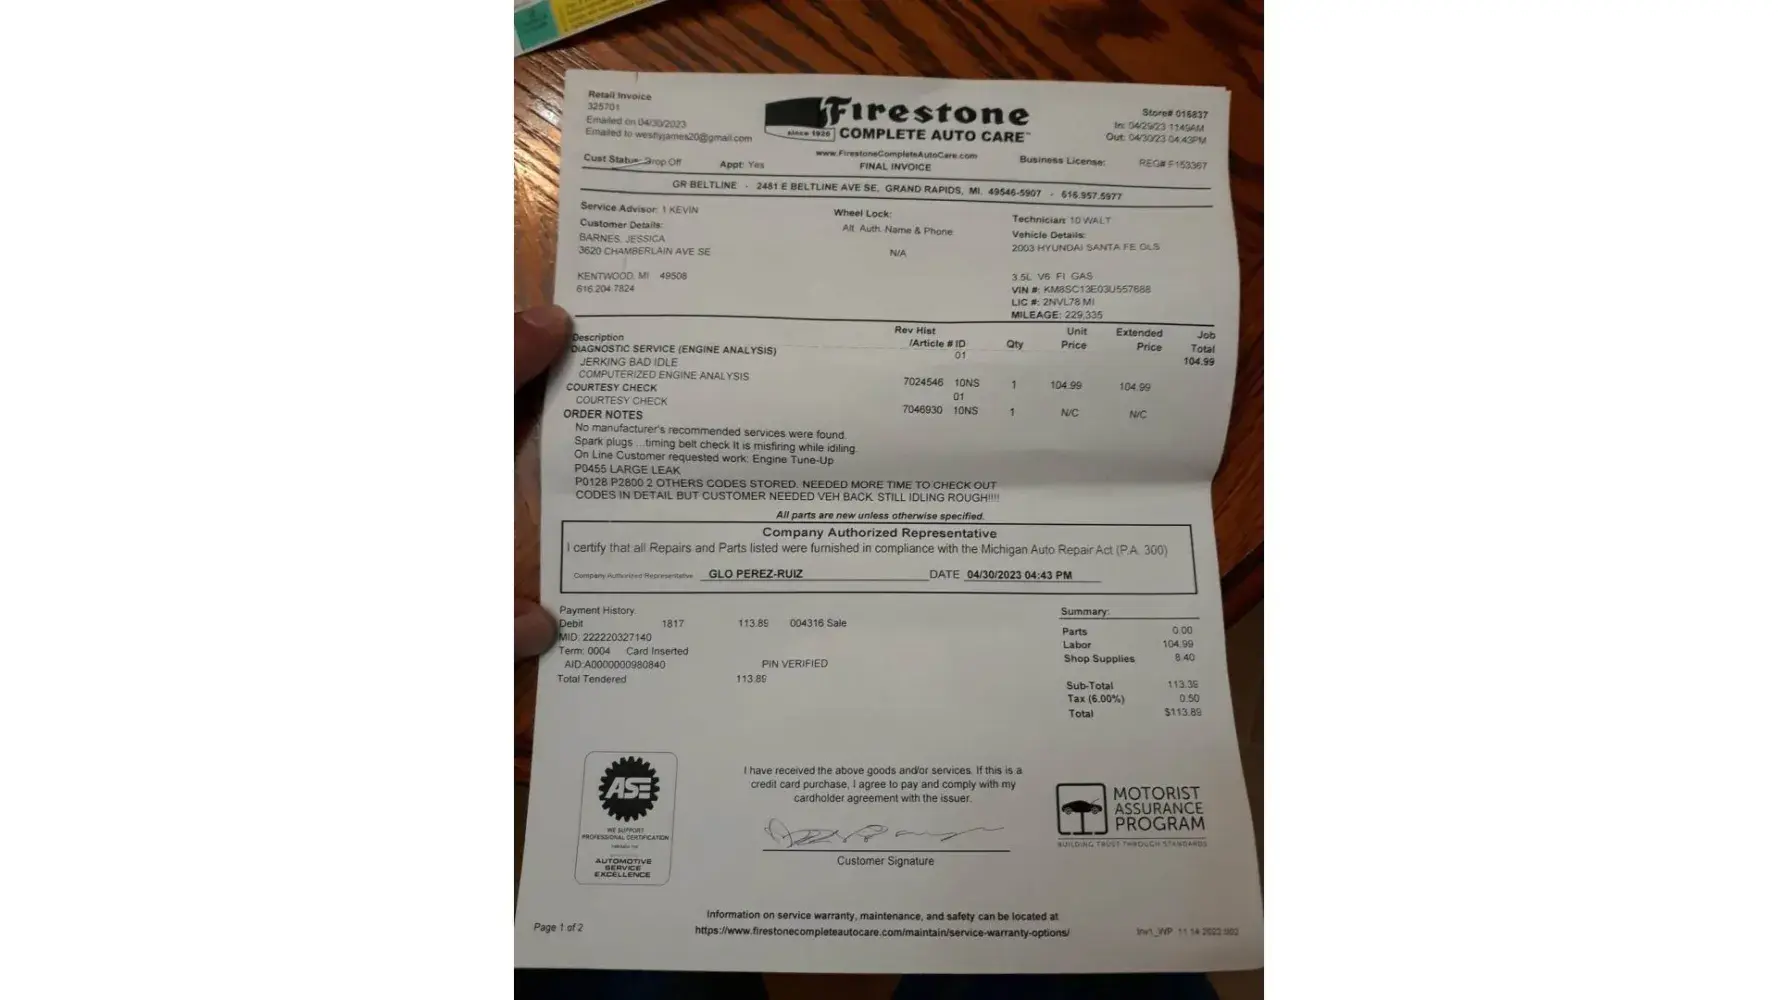 Retail Invoice
325701
Emailed on 04/30/2023
Emailed to westlyjames20@gmail.com
Firestone
since 1926 COMPLETE AUTO CARE™
Store# 016837
In: 04/29/23 11:49AM
Out: 04/30/23 04:43PM
www.FirestoneCompleteAutoCare.com
Cust Status: Drop Off Appt: Yes FINAL INVOICE Business License: REG# F153367
GR BELTLINE - 2481 E BELTLINE AVE SE, GRAND RAPIDS, MI. 49546-5907 - 616.957.5977
Service Advisor: 1 KEVIN Wheel Lock: Technician: 10 WALT
Customer Details: Alt. Auth. Name & Phone Vehicle Details:
BARNES, JESSICA 2003 HYUNDAI SANTA FE GLS
3620 CHAMBERLAIN AVE SE N/A
KENTWOOD, MI 49508 3.5L V6 FI GAS
616.204.7824 VIN #: KM8SC13E03U557688
LIC #: 2NVL78 MI
MILEAGE: 229,335
Description Rev Hist /Article # ID Qty Unit Price Extended Price Job Total
DIAGNOSTIC SERVICE (ENGINE ANALYSIS) 01 104.99
JERKING BAD IDLE
COMPUTERIZED ENGINE ANALYSIS 7024546 10NS 1 104.99 104.99
COURTESY CHECK 01
COURTESY CHECK 7046930 10NS 1 N/C N/C
ORDER NOTES
No manufacturer's recommended services were found.
Spark plugs ...timing belt check It is misfiring while idiling.
On Line Customer requested work: Engine Tune-Up
P0455 LARGE LEAK
P0128 P2800 2 OTHERS CODES STORED. NEEDED MORE TIME TO CHECK OUT
CODES IN DETAIL BUT CUSTOMER NEEDED VEH BACK. STILL IDLING ROUGH!!!!
All parts are new unless otherwise specified.
Company Authorized Representative
I certify that all Repairs and Parts listed were furnished in compliance with the Michigan Auto Repair Act (P.A. 300)
Company Authorized Representative GLO PEREZ-RUIZ DATE 04/30/2023 04:43 PM
Payment History: Summary:
Debit 1817 113.89 004316 Sale Parts 0.00
MID: 222220327140 Labor 104.99
Term: 0004 Card Inserted Shop Supplies 8.40
AID:A0000000980840 PIN VERIFIED
Total Tendered 113.89 Sub-Total 113.39
Tax (6.00%) 0.50
Total $113.89
ASE
WE SUPPORT
PROFESSIONAL CERTIFICATION
THROUGH THE
AUTOMOTIVE
SERVICE
EXCELLENCE
I have received the above goods and/or services. If this is a
credit card purchase, I agree to pay and comply with my
cardholder agreement with the issuer.
Customer Signature
MOTORIST
ASSURANCE
PROGRAM
BUILDING TRUST THROUGH STANDARDS
Information on service warranty, maintenance, and safety can be located at
Page 1 of 2 https://www.firestonecompleteautocare.com/maintain/service-warranty-options/